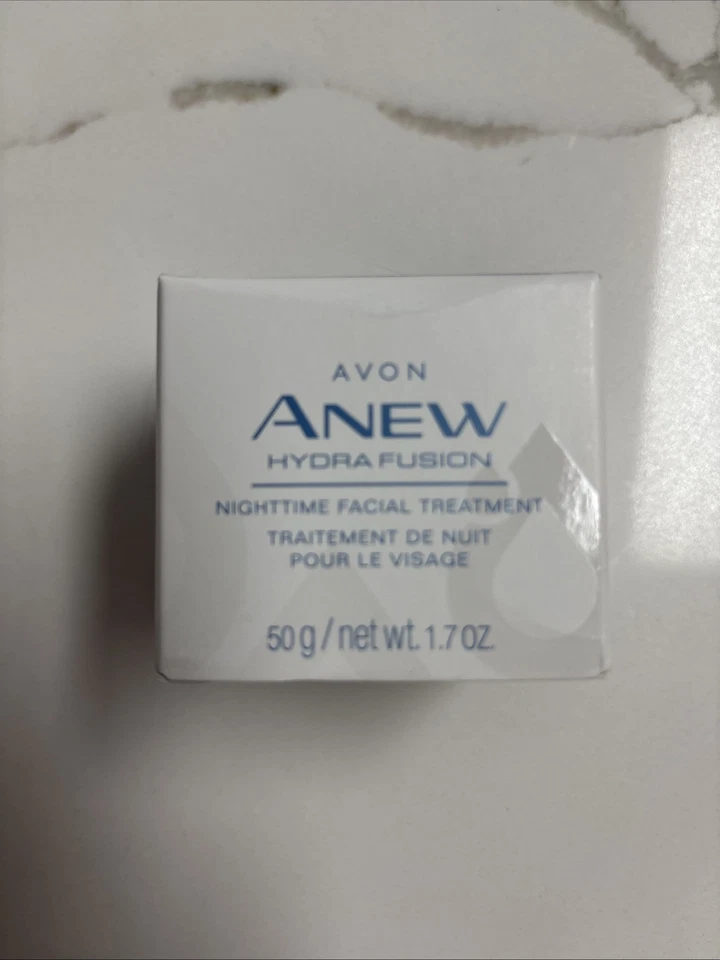 AVON
ANEW
HYDRA FUSION
NIGHTTIME FACIAL TREATMENT
TRAITEMENT DE NUIT
POUR LE VISAGE
50 g / net wt. 1.7 OZ.